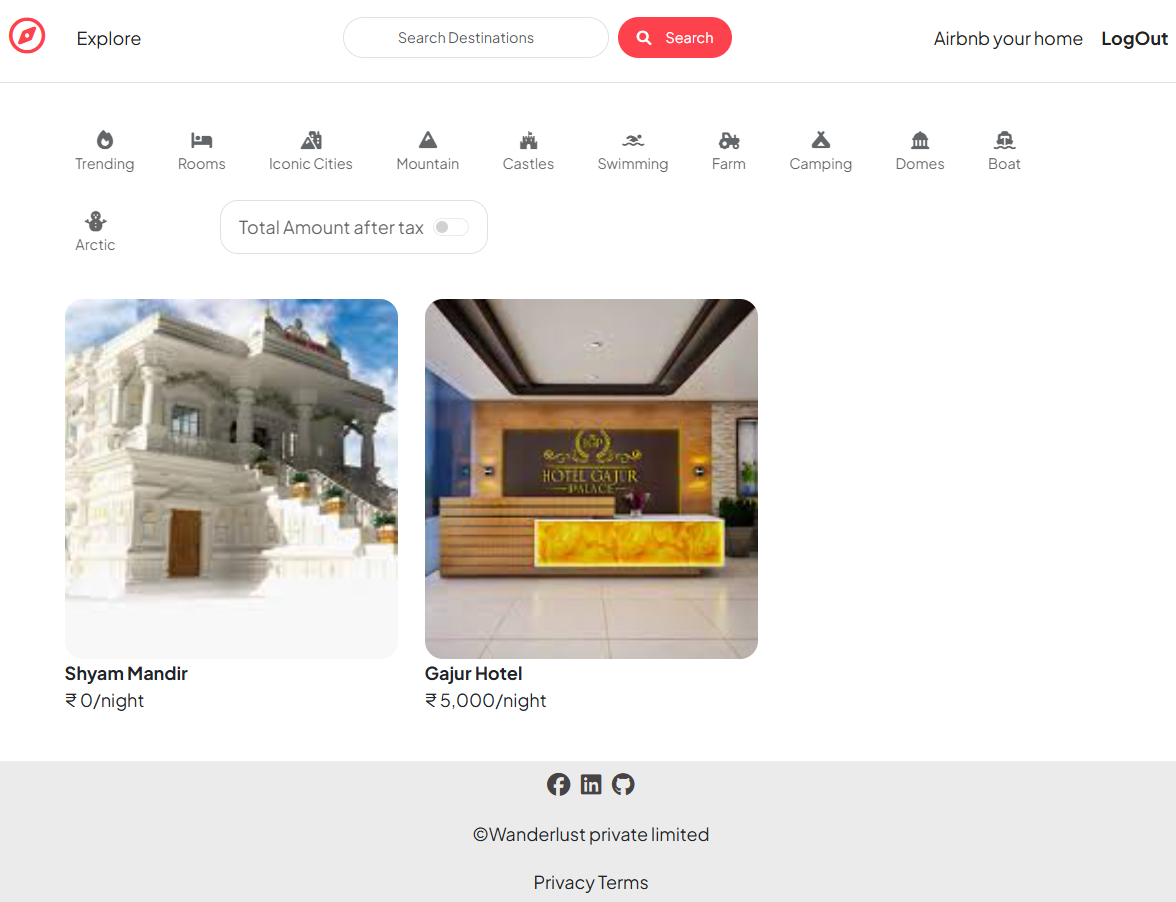 Explore
Search Destinations
Search
Airbnb your home
LogOut
Trending
Rooms
Iconic Cities
Mountain
Castles
Swimming
Farm
Camping
Domes
Boat
Arctic
Total Amount after tax
HOTEL GAJUR
PALACE
Shyam Mandir
₹ 0/night
Gajur Hotel
₹ 5,000/night
©Wanderlust private limited
Privacy Terms